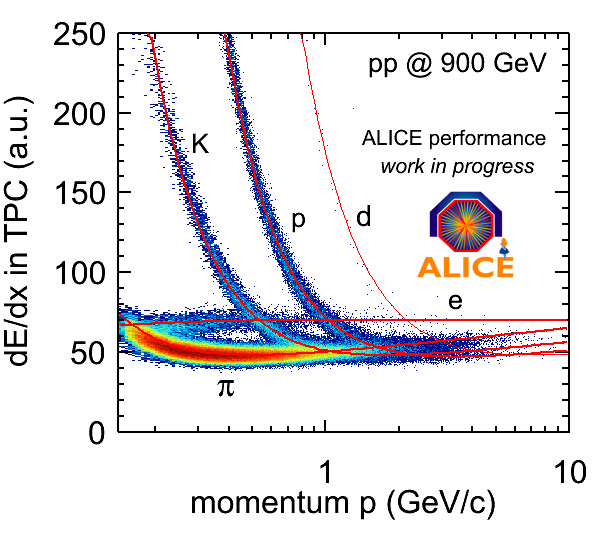 250
pp @ 900 GeV
200
ALICE performance
K
work in progress
dE/dx in TPC (a.u.)
150
p
d
ALICE
100
e
50
π
0
1
10
momentum p (GeV/c)